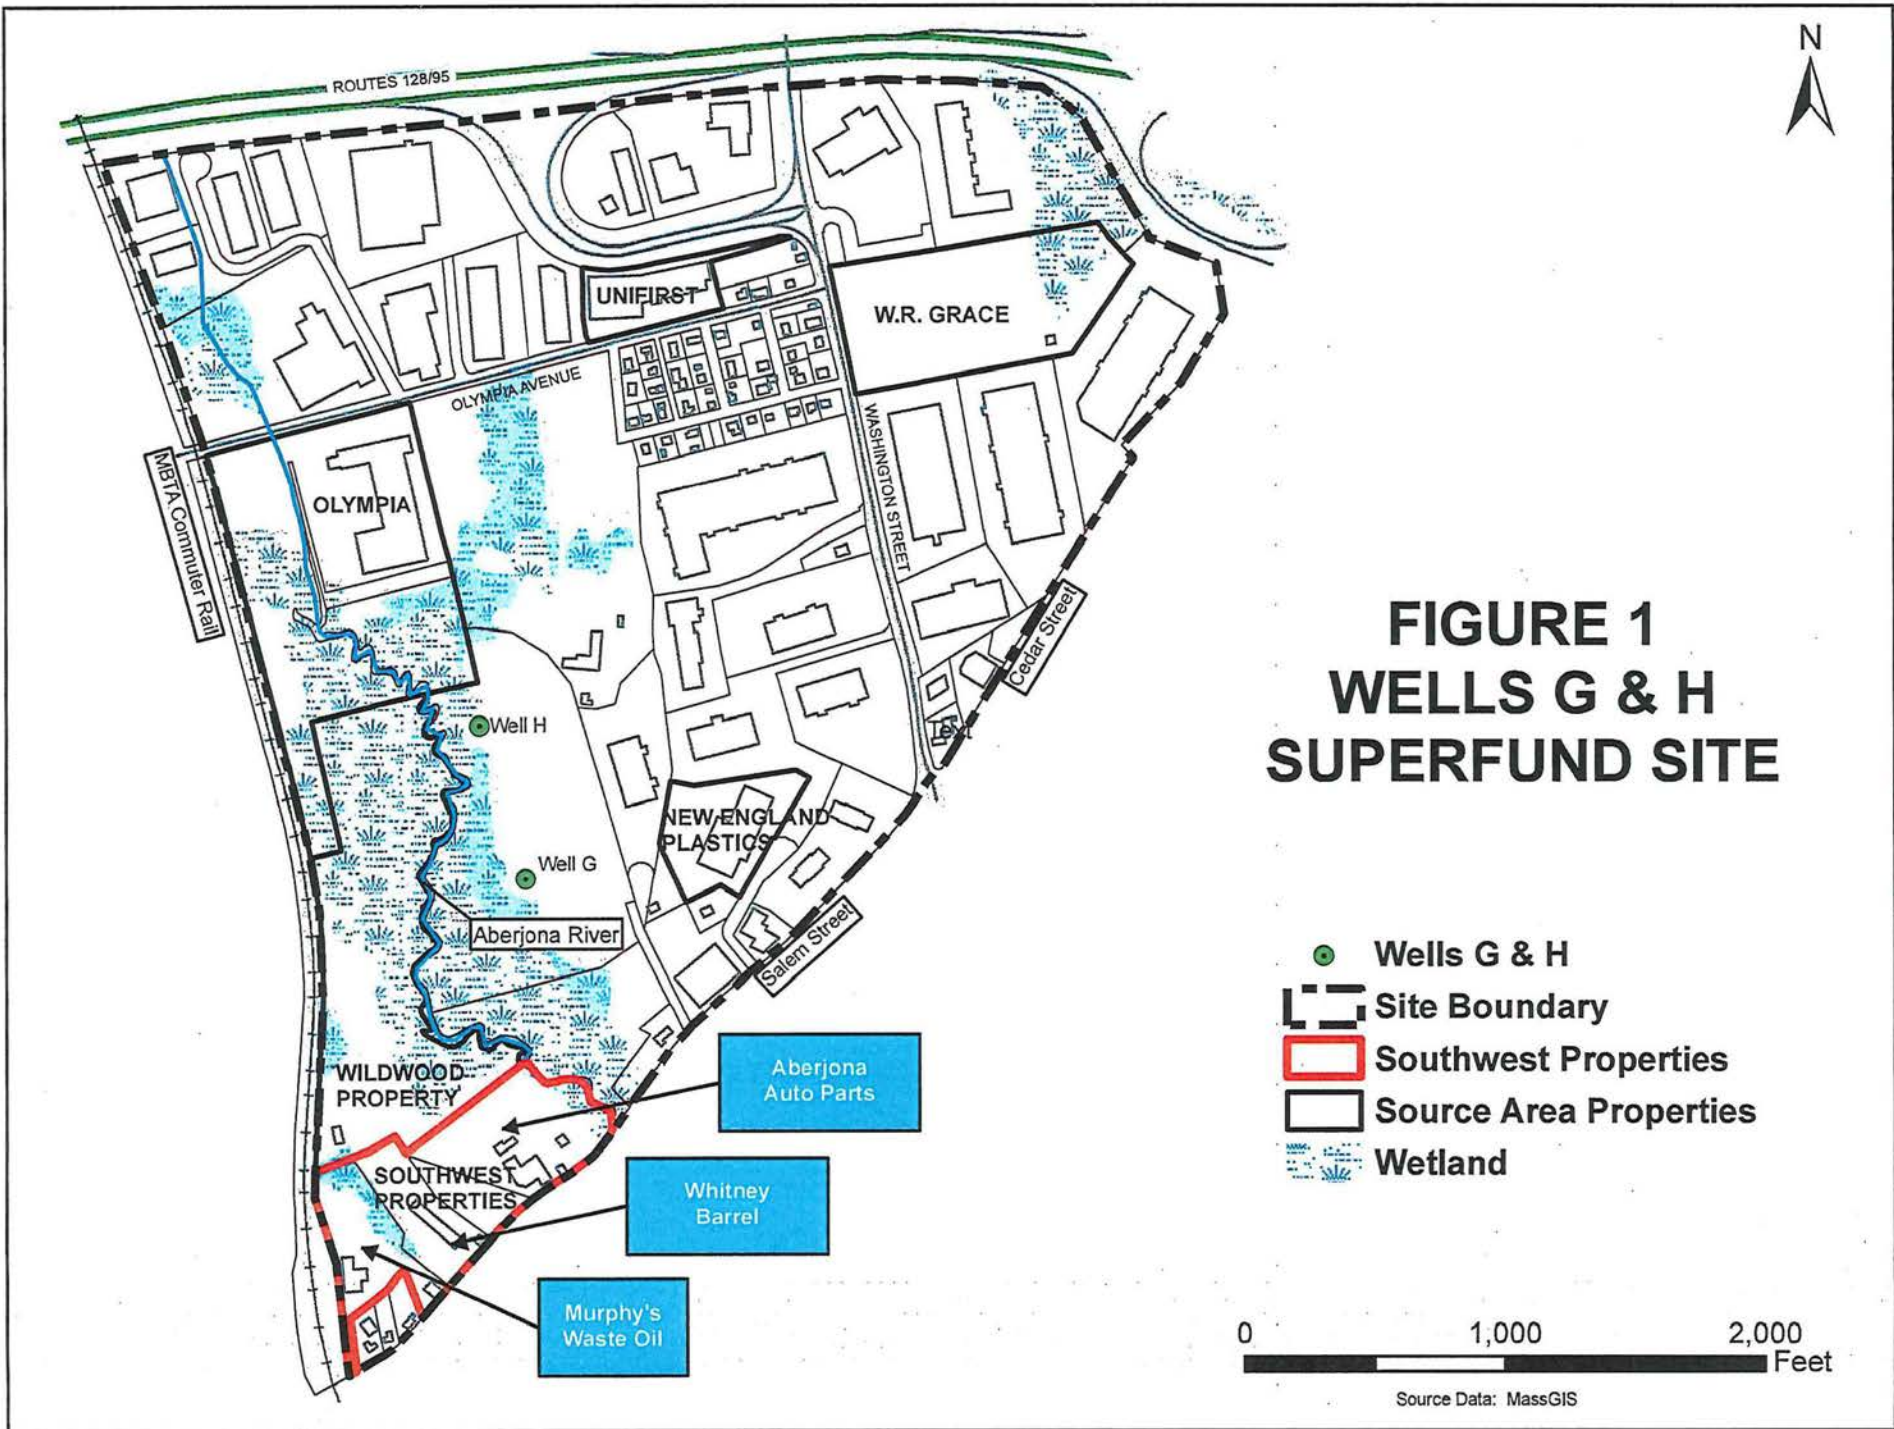 N
ROUTES 128/95
UNIFIRST
W.R. GRACE
OLYMPIA AVENUE
MBTA Commuter Rail
OLYMPIA
WASHINGTON STREET
Cedar Street
Text
FIGURE 1
WELLS G & H
SUPERFUND SITE
Well H
NEW ENGLAND
PLASTICS
Well G
Aberjona River
Salem Street
Wells G & H
Site Boundary
Southwest Properties
Source Area Properties
Wetland
WILDWOOD
PROPERTY
Aberjona
Auto Parts
SOUTHWEST
PROPERTIES
Whitney
Barrel
Murphy's
Waste Oil
0 1,000 2,000
Feet
Source Data: MassGIS